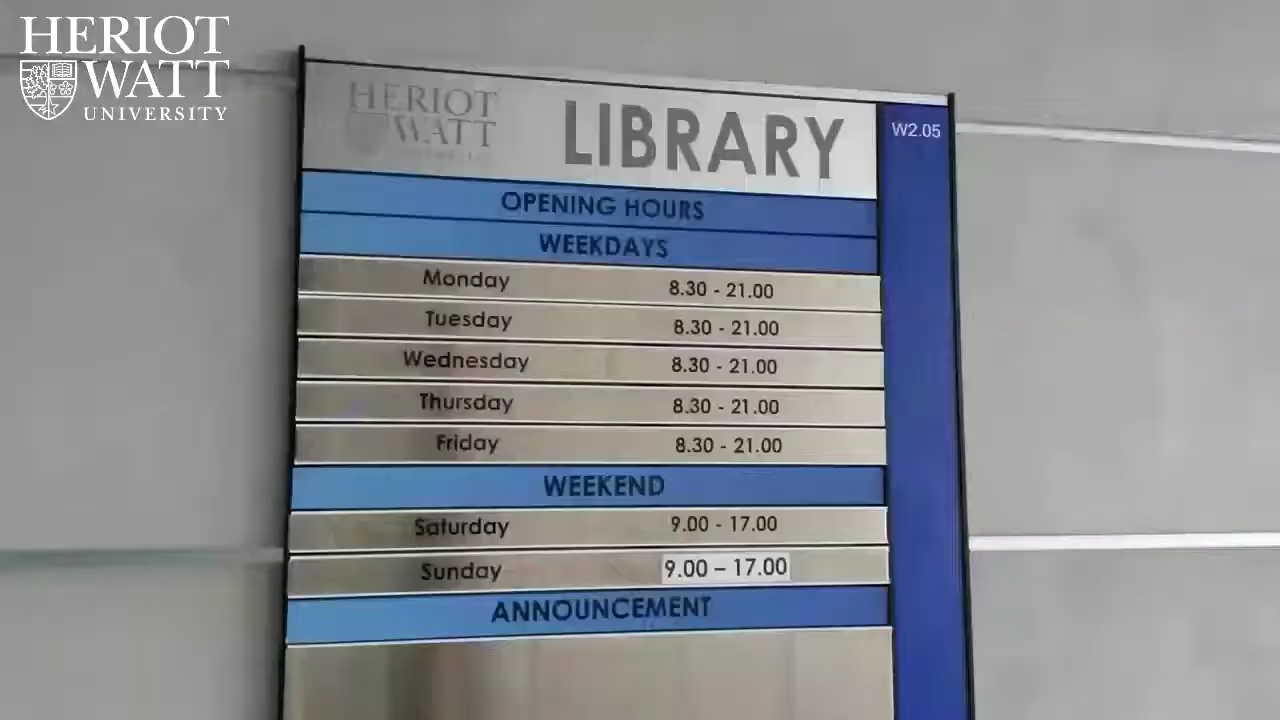 HERIOT
WATT
UNIVERSITY
HERIOT
WATT
LIBRARY
W2.05
OPENING HOURS
WEEKDAYS
Monday 8.30 - 21.00
Tuesday 8.30 - 21.00
Wednesday 8.30 - 21.00
Thursday 8.30 - 21.00
Friday 8.30 - 21.00
WEEKEND
Saturday 9.00 - 17.00
Sunday 9.00 – 17.00
ANNOUNCEMENT